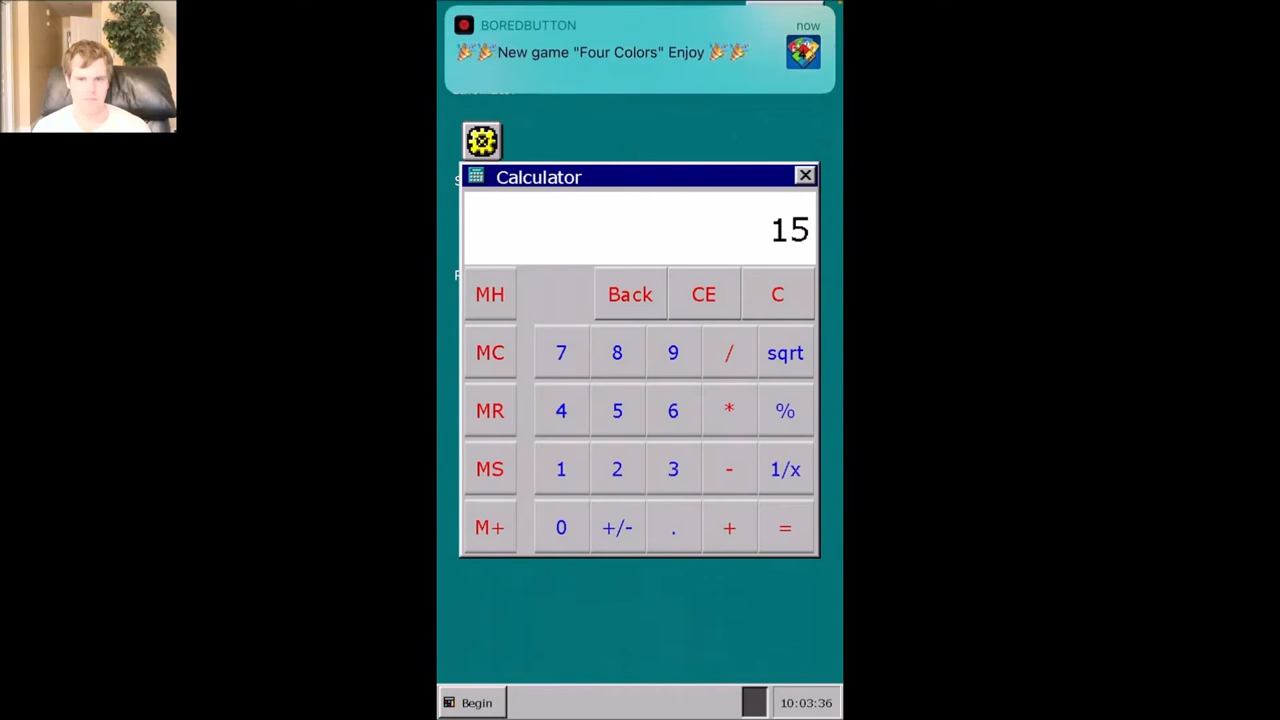 BOREDBUTTON
now
🎉🎉New game "Four Colors" Enjoy 🎉🎉
Calculator
15
MH Back CE C
MC 7 8 9 / sqrt
MR 4 5 6 * %
MS 1 2 3 - 1/x
M+ 0 +/- . + =
Begin
10:03:36